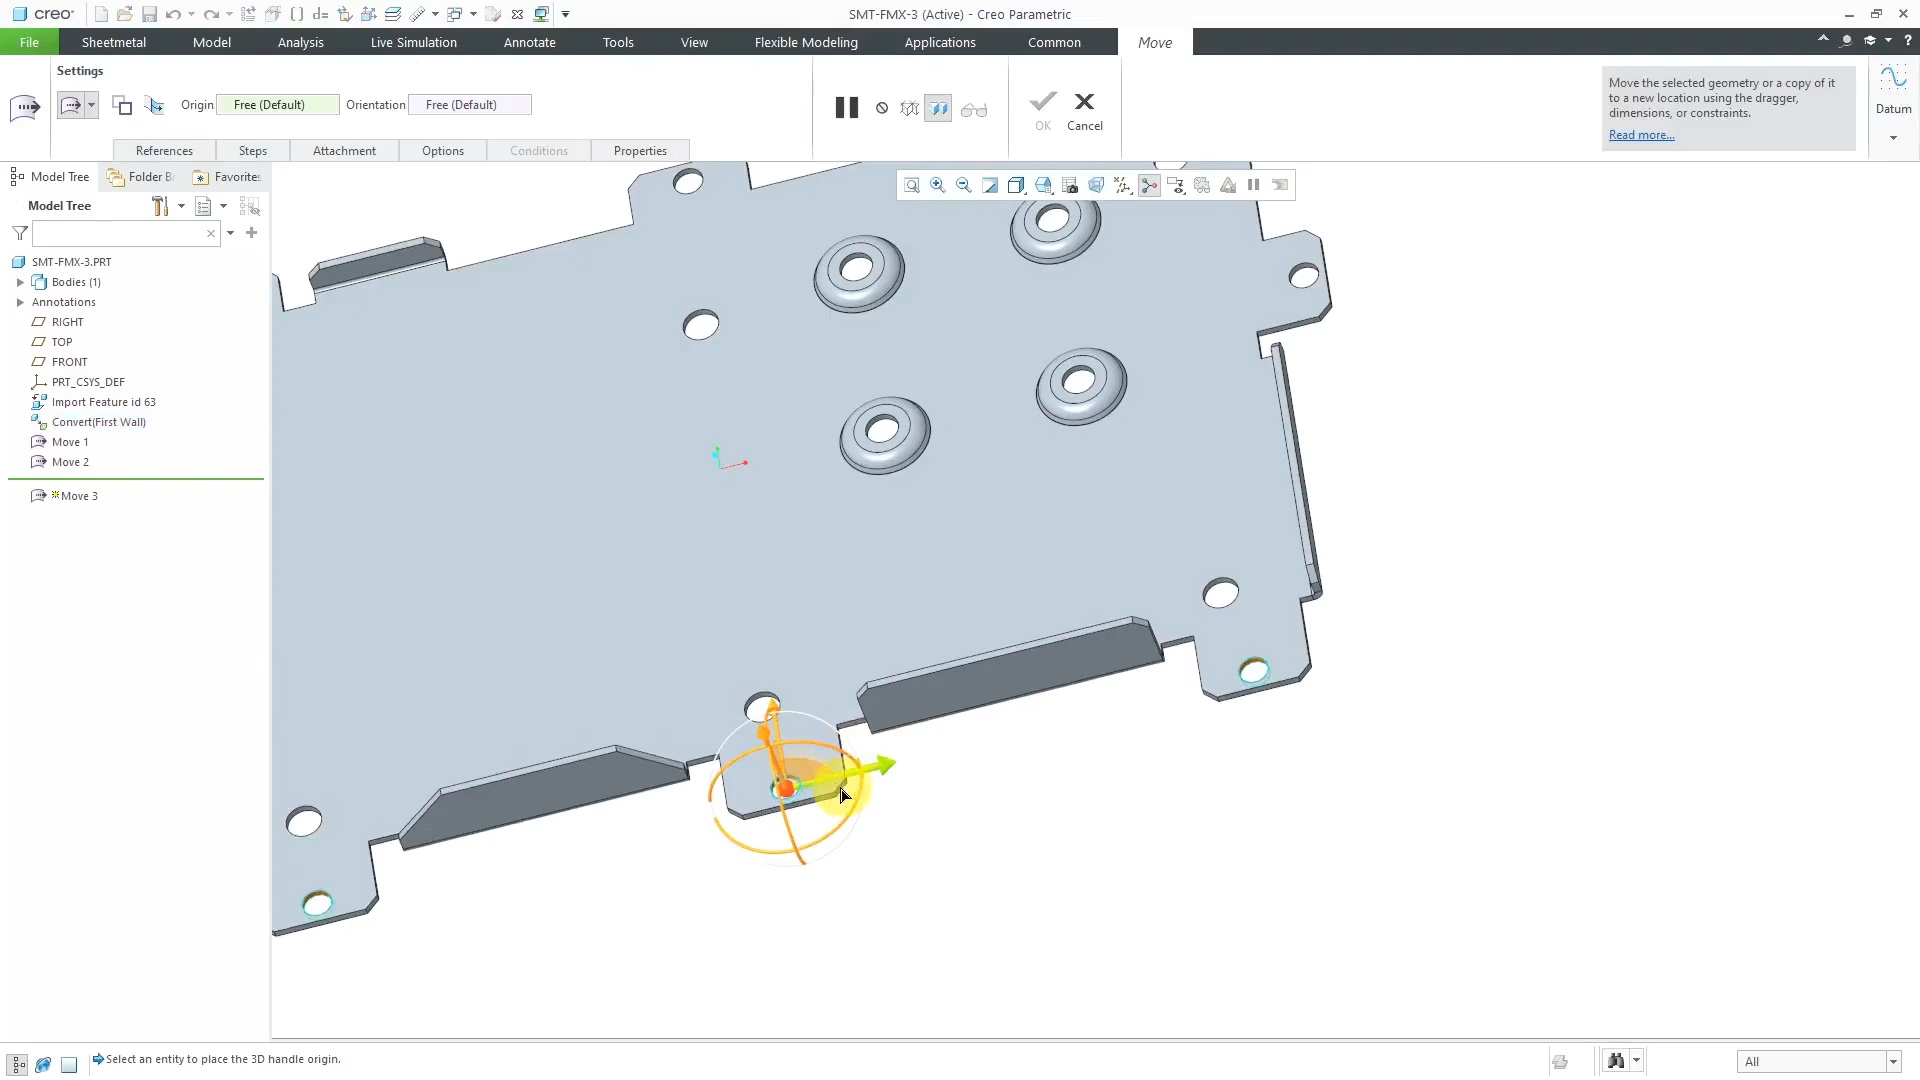 creo®
SMT-FMX-3 (Active) - Creo Parametric
File Sheetmetal Model Analysis Live Simulation Annotate Tools View Flexible Modeling Applications Common Move
Settings
Origin Free (Default) Orientation Free (Default)
OK Cancel
References Steps Attachment Options Conditions Properties
Move the selected geometry or a copy of it
to a new location using the dragger,
dimensions, or constraints.
Read more...
Datum
Model Tree Folder Br Favorites
Model Tree
SMT-FMX-3.PRT
Bodies (1)
Annotations
RIGHT
TOP
FRONT
PRT_CSYS_DEF
Import Feature id 63
Convert(First Wall)
Move 1
Move 2
Move 3
Select an entity to place the 3D handle origin.
All